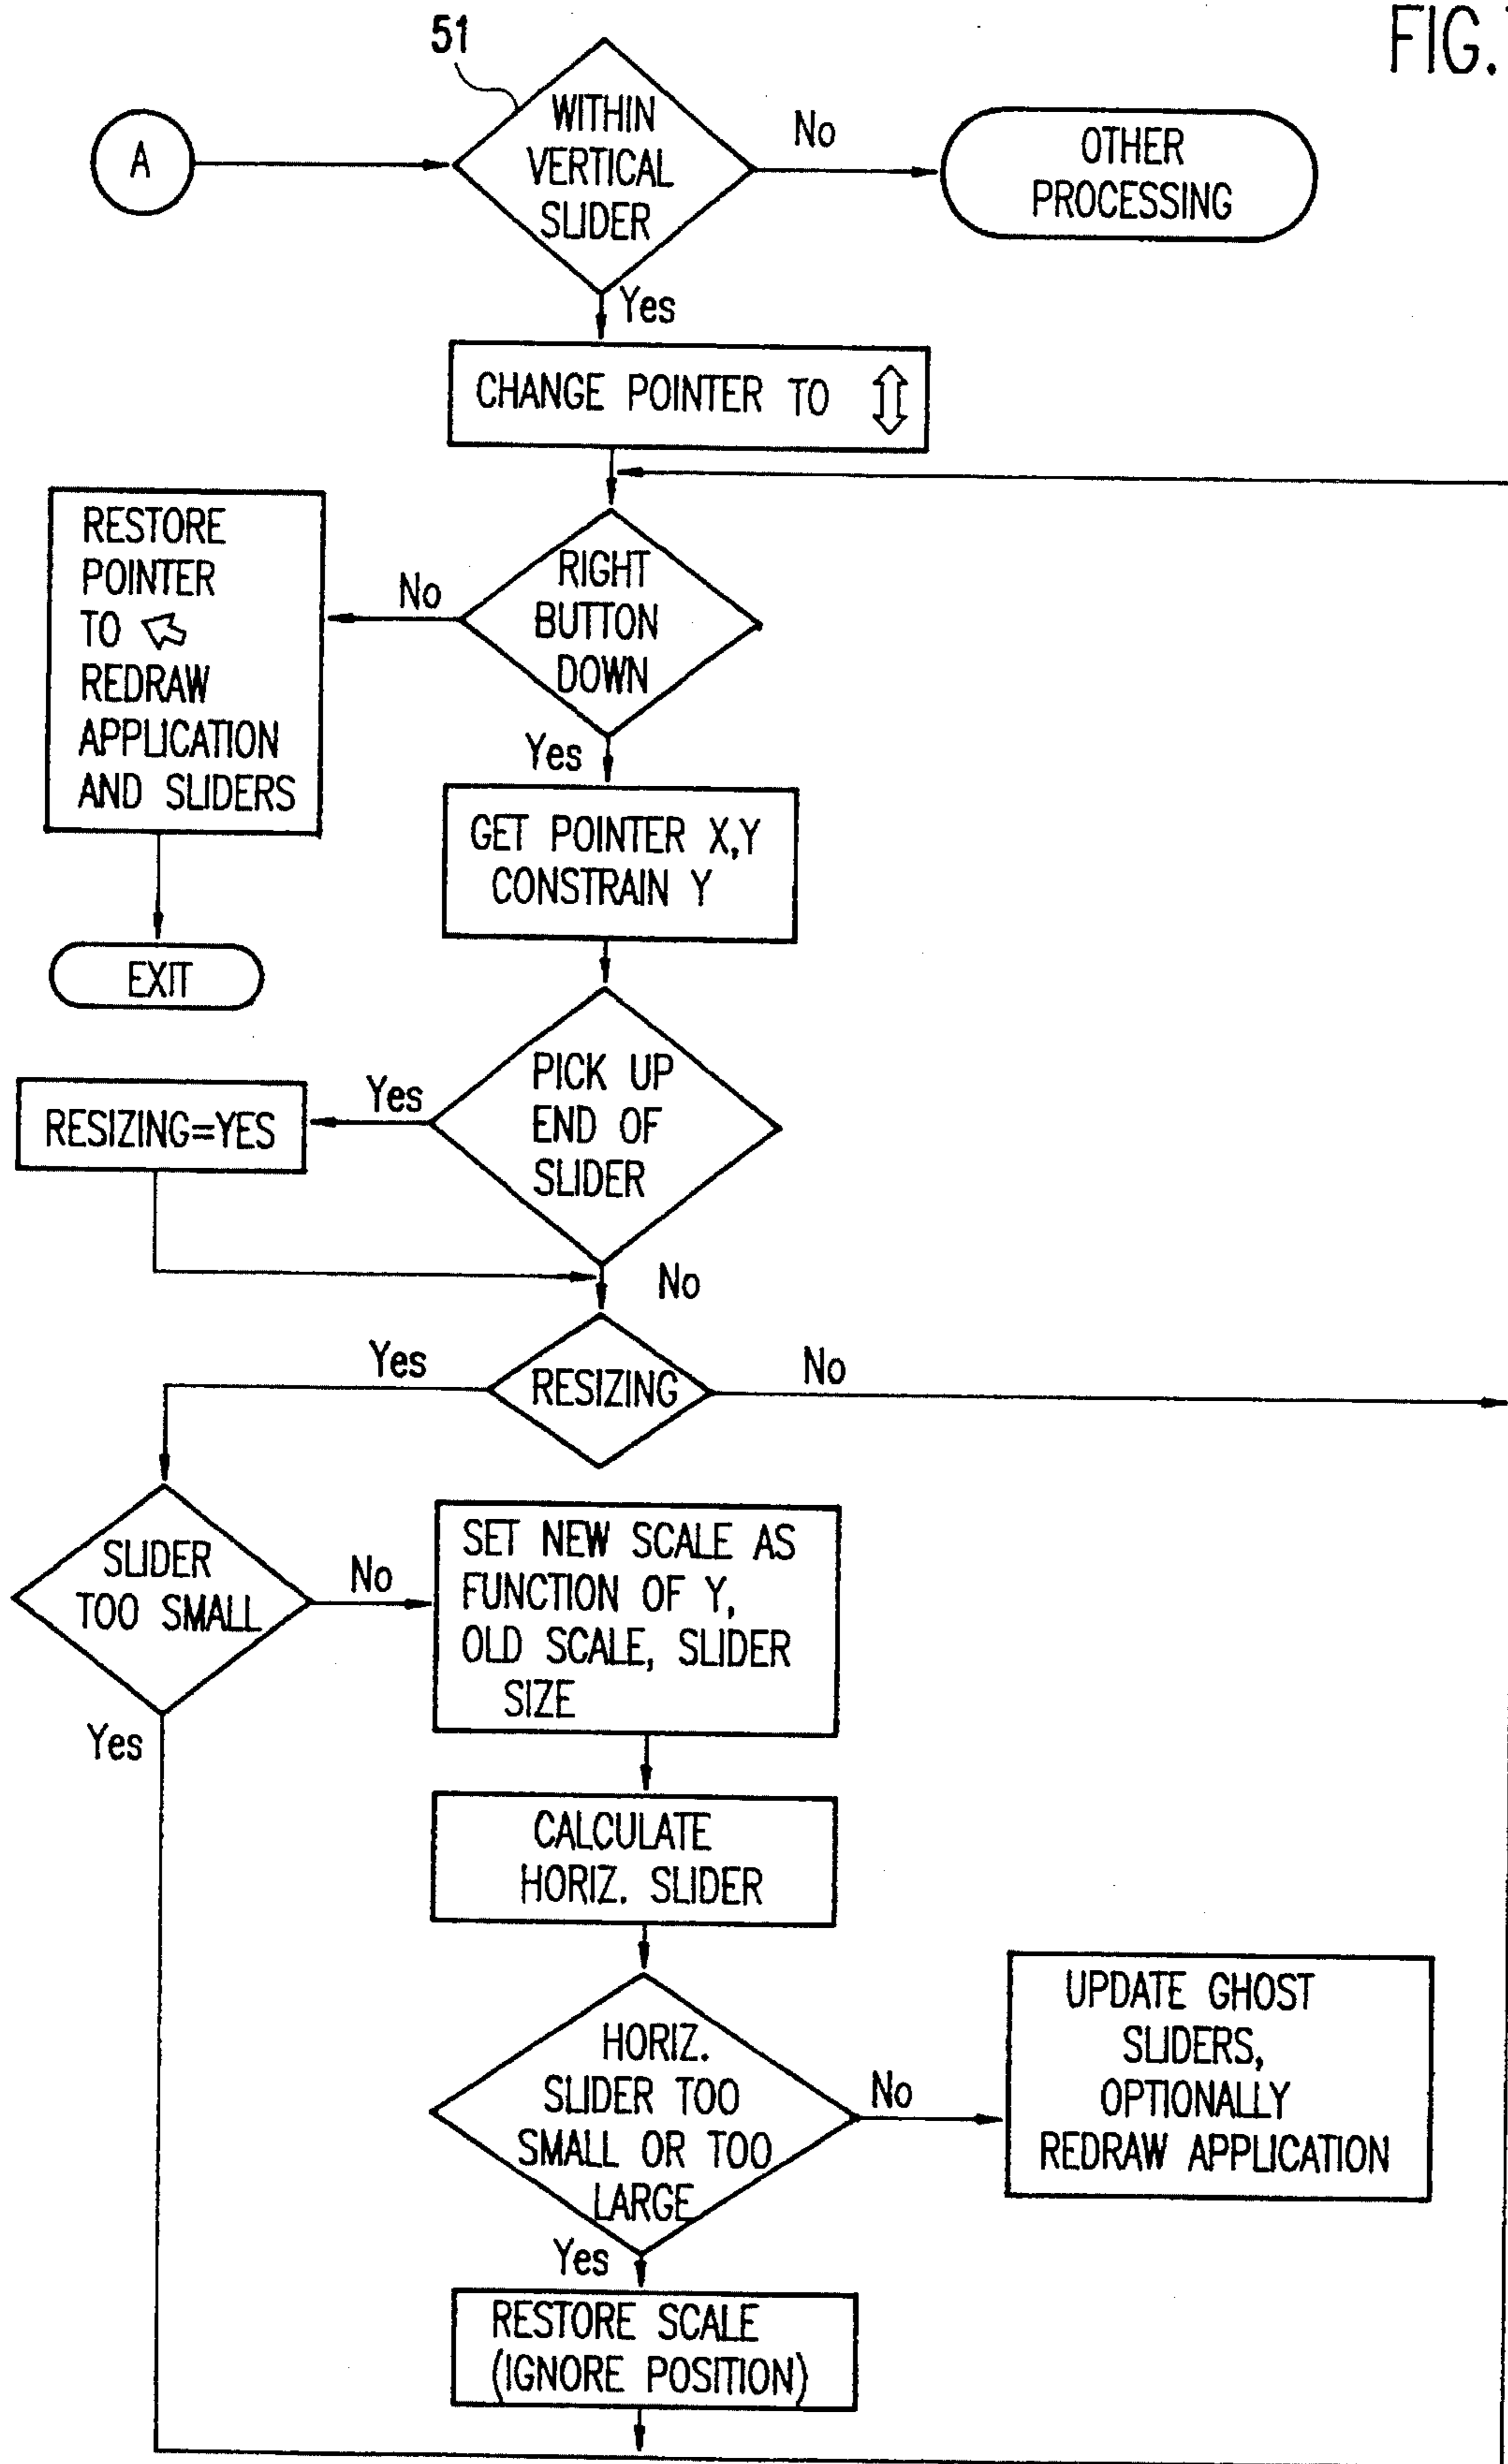 FIG.
51
A
WITHIN
VERTICAL
SLIDER
No
OTHER
PROCESSING
Yes
CHANGE POINTER TO
RESTORE
POINTER
TO
REDRAW
APPLICATION
AND SLIDERS
No
RIGHT
BUTTON
DOWN
Yes
GET POINTER X,Y
CONSTRAIN Y
EXIT
PICK UP
END OF
SLIDER
Yes
RESIZING=YES
No
Yes
RESIZING
No
SLIDER
TOO SMALL
No
SET NEW SCALE AS
FUNCTION OF Y,
OLD SCALE, SLIDER
SIZE
Yes
CALCULATE
HORIZ. SLIDER
HORIZ.
SLIDER TOO
SMALL OR TOO
LARGE
No
UPDATE GHOST
SLIDERS,
OPTIONALLY
REDRAW APPLICATION
Yes
RESTORE SCALE
(IGNORE POSITION)